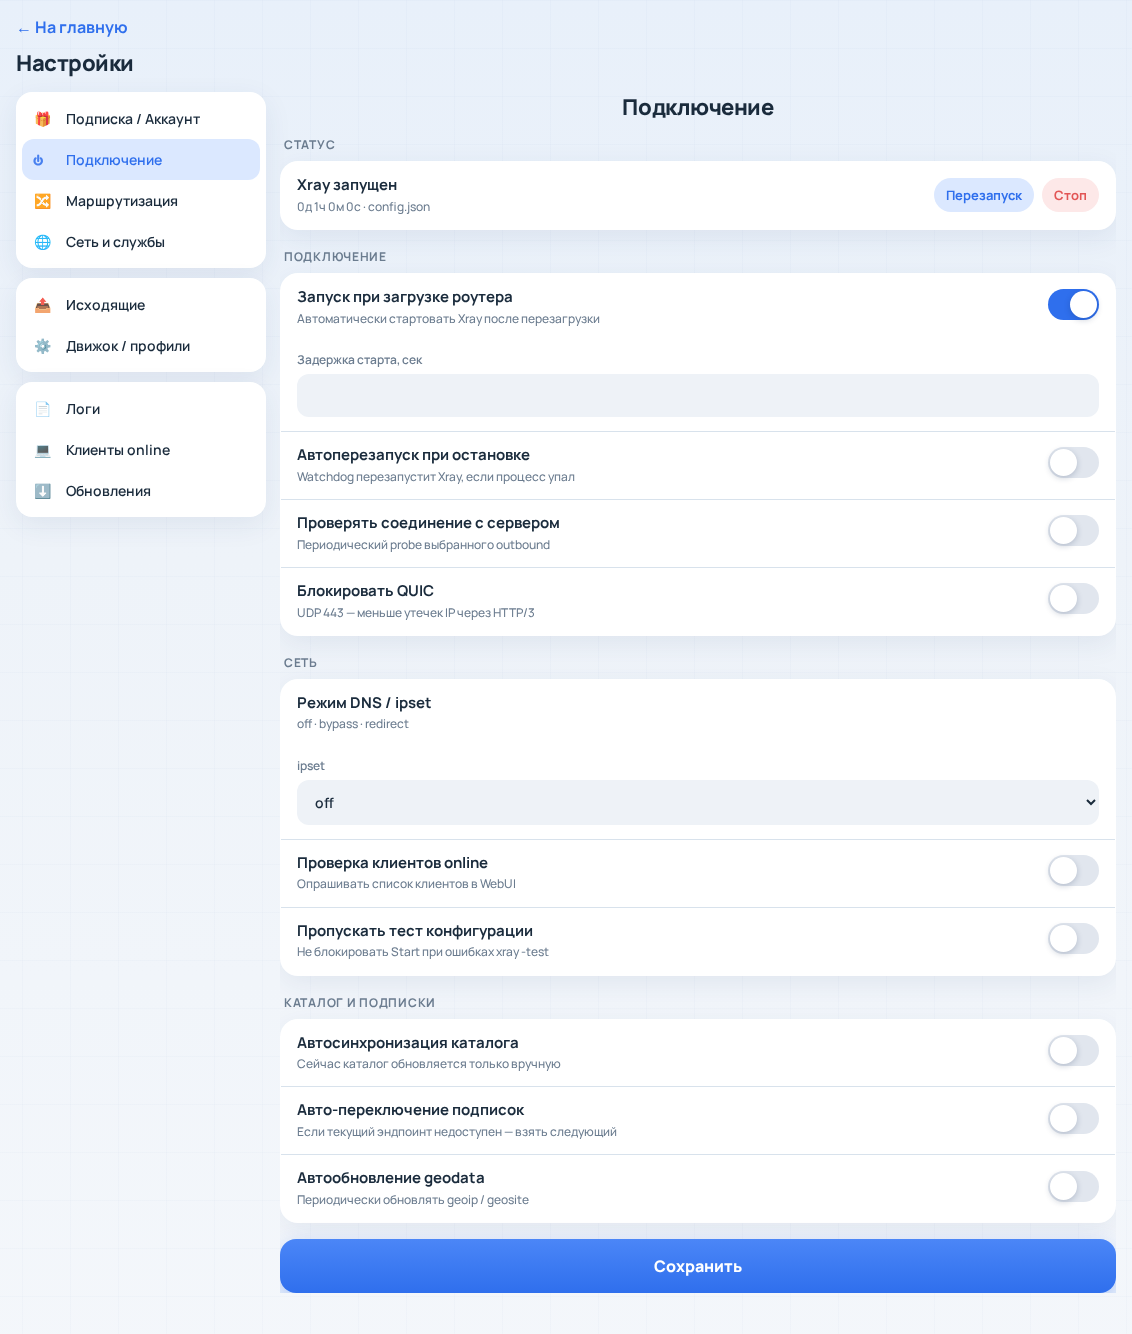 ← На главную
Настройки
Подписка / Аккаунт
Подключение
Маршрутизация
Сеть и службы
Исходящие
Движок / профили
Логи
Клиенты online
Обновления
Подключение
СТАТУС
Xray запущен
0д 1ч 0м 0с · config.json
Перезапуск
Стоп
ПОДКЛЮЧЕНИЕ
Запуск при загрузке роутера
Автоматически стартовать Xray после перезагрузки
Задержка старта, сек
Автоперезапуск при остановке
Watchdog перезапустит Xray, если процесс упал
Проверять соединение с сервером
Периодический probe выбранного outbound
Блокировать QUIC
UDP 443 — меньше утечек IP через HTTP/3
СЕТЬ
Режим DNS / ipset
off · bypass · redirect
ipset
off
Проверка клиентов online
Опрашивать список клиентов в WebUI
Пропускать тест конфигурации
Не блокировать Start при ошибках xray -test
КАТАЛОГ И ПОДПИСКИ
Автосинхронизация каталога
Сейчас каталог обновляется только вручную
Авто-переключение подписок
Если текущий эндпоинт недоступен — взять следующий
Автообновление geodata
Периодически обновлять geoip / geosite
Сохранить